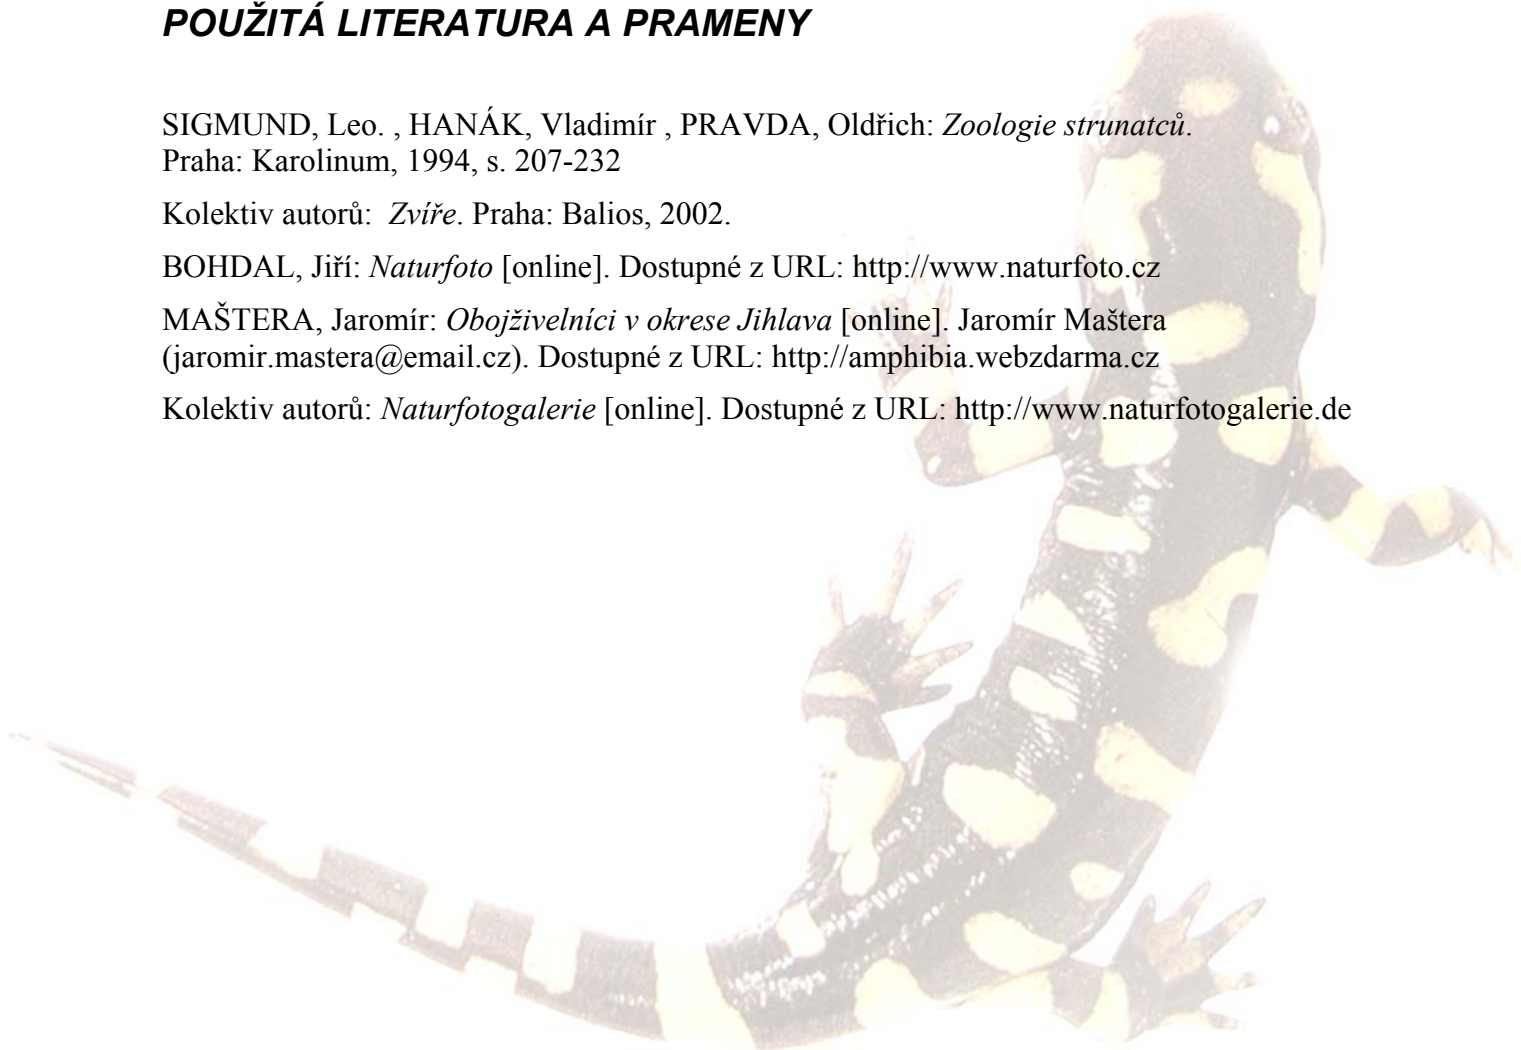 POUŽITÁ LITERATURA A PRAMENY
SIGMUND, Leo. , HANÁK, Vladimír , PRAVDA, Oldřich: Zoologie strunatců.
Praha: Karolinum, 1994, s. 207-232
Kolektiv autorů:  Zvíře. Praha: Balios, 2002.
BOHDAL, Jiří: Naturfoto [online]. Dostupné z URL: http://www.naturfoto.cz
MAŠTERA, Jaromír: Obojživelníci v okrese Jihlava [online]. Jaromír Maštera
(jaromir.mastera@email.cz). Dostupné z URL: http://amphibia.webzdarma.cz
Kolektiv autorů: Naturfotogalerie [online]. Dostupné z URL: http://www.naturfotogalerie.de